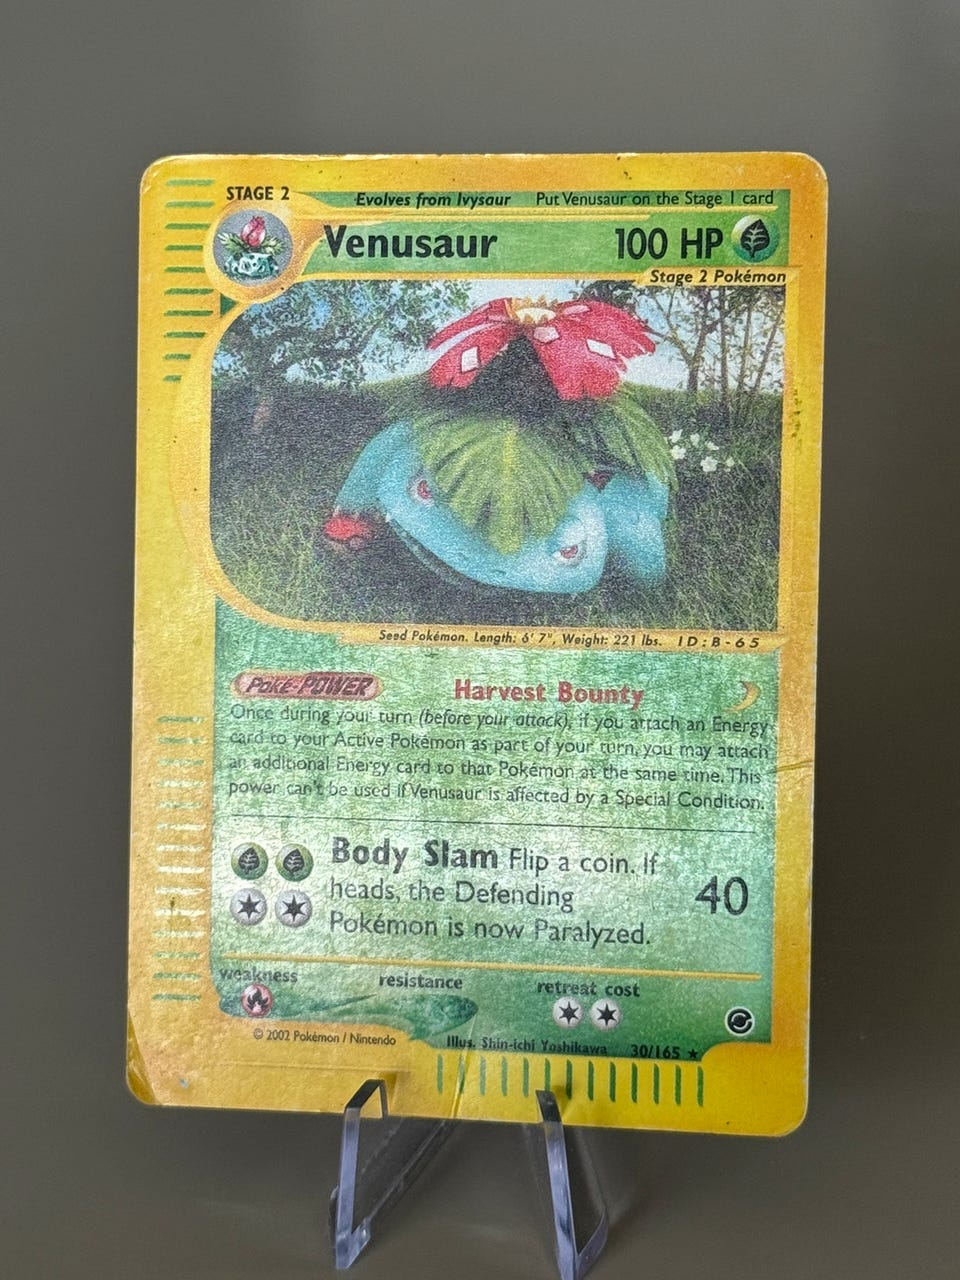 STAGE 2
Evolves from Ivysaur Put Venusaur on the Stage 1 card
Venusaur 100 HP
Stage 2 Pokémon
Seed Pokémon. Length: 6' 7", Weight: 221 lbs. ID: B-65
Poké-POWER Harvest Bounty
Once during your turn (before your attack), if you attach an Energy
card to your Active Pokémon as part of your turn, you may attach
an additional Energy card to that Pokémon at the same time. This
power can't be used if Venusaur is affected by a Special Condition.
Body Slam Flip a coin. If
heads, the Defending
Pokémon is now Paralyzed.
40
weakness resistance retreat cost
© 2002 Pokémon / Nintendo Illus. Shin-ichi Yoshikawa 30/165 ★